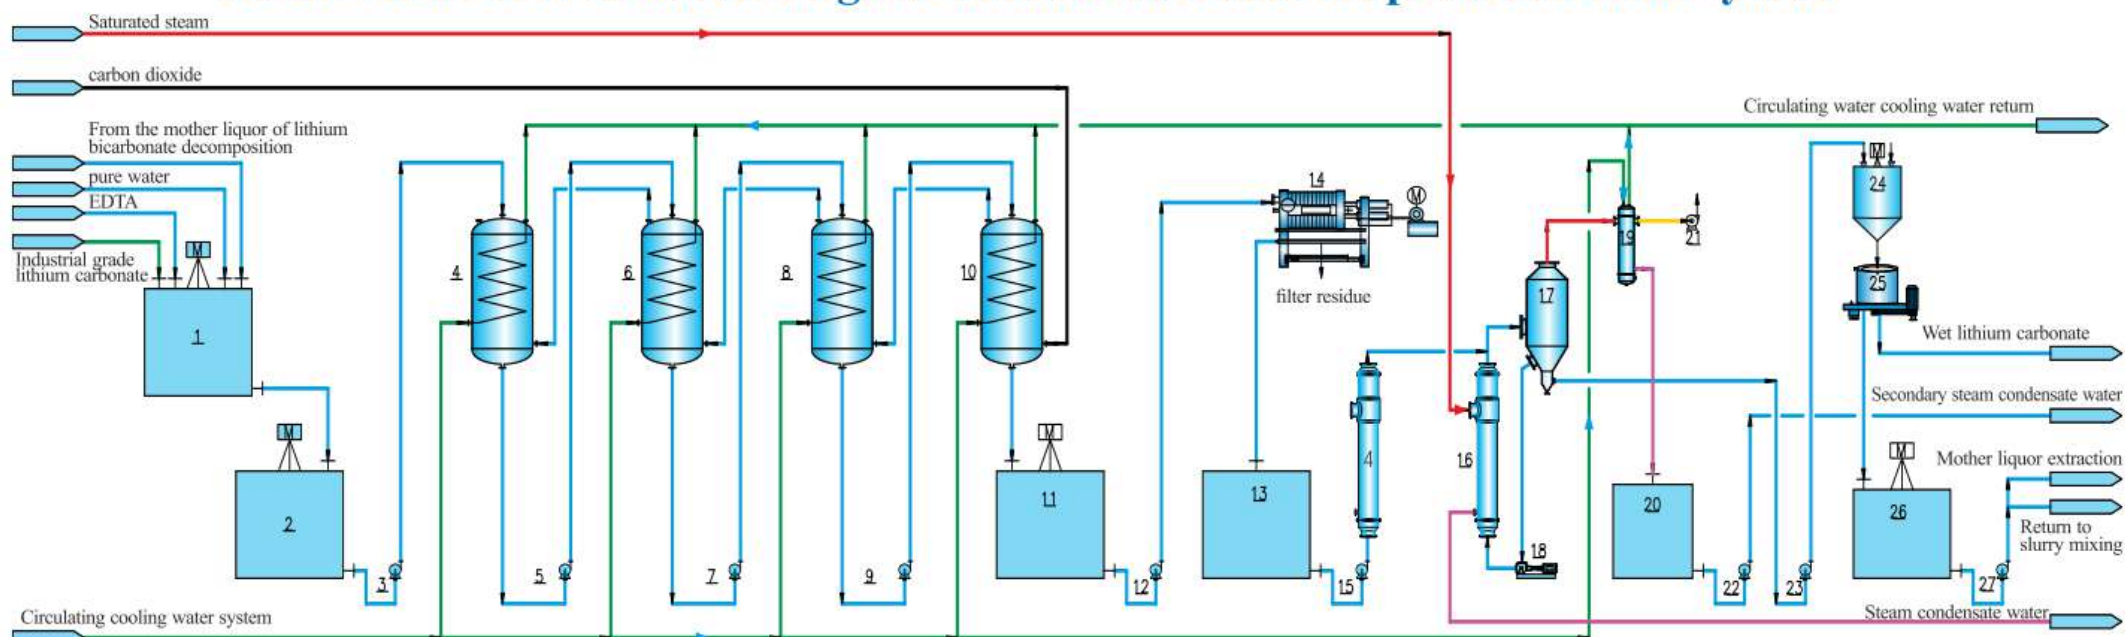 Saturated steam
carbon dioxide
From the mother liquor of lithium
bicarbonate decomposition
pure water
EDTA
Industrial grade
lithium carbonate
M
1
M
2
3
4
5
6
7
8
9
10
M
11
12
13
14
M
filter residue
15
4
16
17
18
19
21
20
22
23
M
24
25
M
26
27
Circulating water cooling water return
Wet lithium carbonate
Secondary steam condensate water
Mother liquor extraction
Return to
slurry mixing
Steam condensate water
Circulating cooling water system